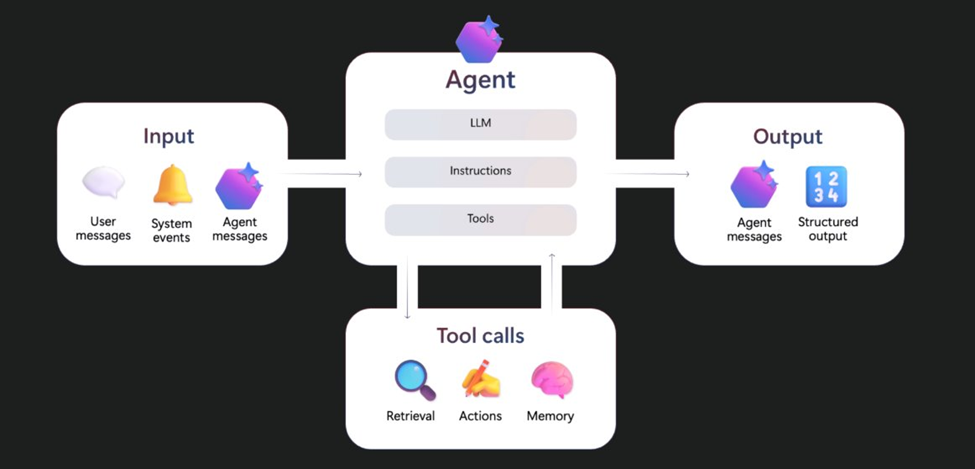 Agent
LLM
Instructions
Tools
Input
User
messages
System
events
Agent
messages
Output
Agent
messages
1 2
3 4
Structured
output
Tool calls
Retrieval
Actions
Memory